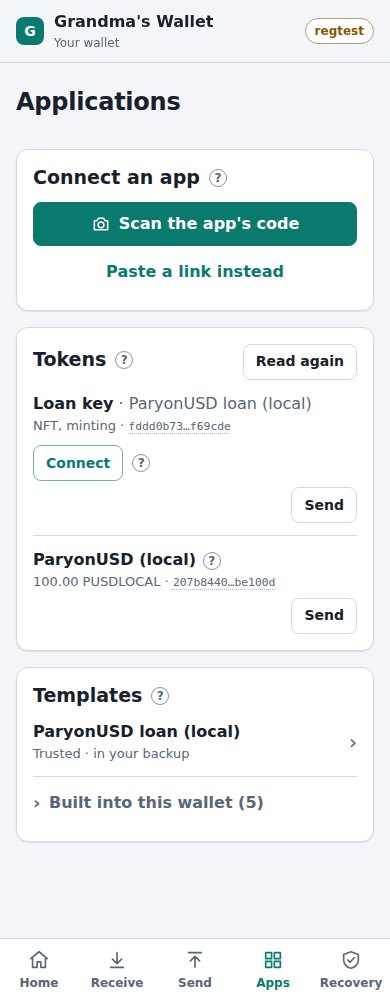 G
Grandma's Wallet
Your wallet
regtest
Applications
Connect an app ?
Scan the app's code
Paste a link instead
Tokens ?
Read again
Loan key · ParyonUSD loan (local)
NFT, minting · fddd0b73…f69cde
Connect ?
Send
ParyonUSD (local) ?
100.00 PUSDLOCAL · 207b8440…be100d
Send
Templates ?
ParyonUSD loan (local)
Trusted · in your backup
Built into this wallet (5)
Home Receive Send Apps Recovery